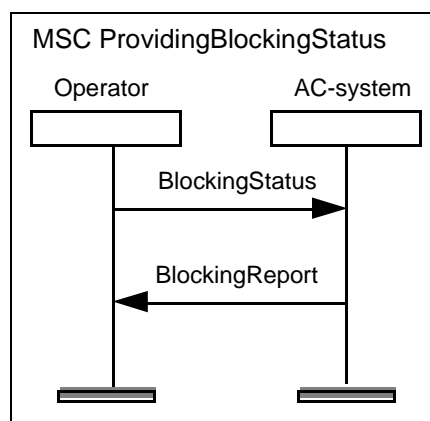 MSC ProvidingBlockingStatus
Operator
AC-system
BlockingStatus
BlockingReport